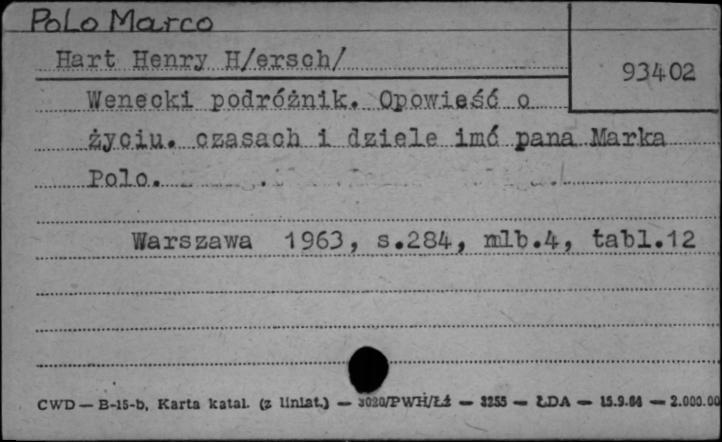 Polo Marco
Hart Henry H/ersch/
93402
Wenecki podróżnik. Opowieść o
życiu. czasach i dziele imć pana Marka
Polo.
Warszawa 1963, s.284, mlb.4, tabl.12
CWD — B-15-b, Karta katal. (z liniat.) — 3020/PWH/Łź — 3255 — ŁDA — 15.9.64 — 2.000.00